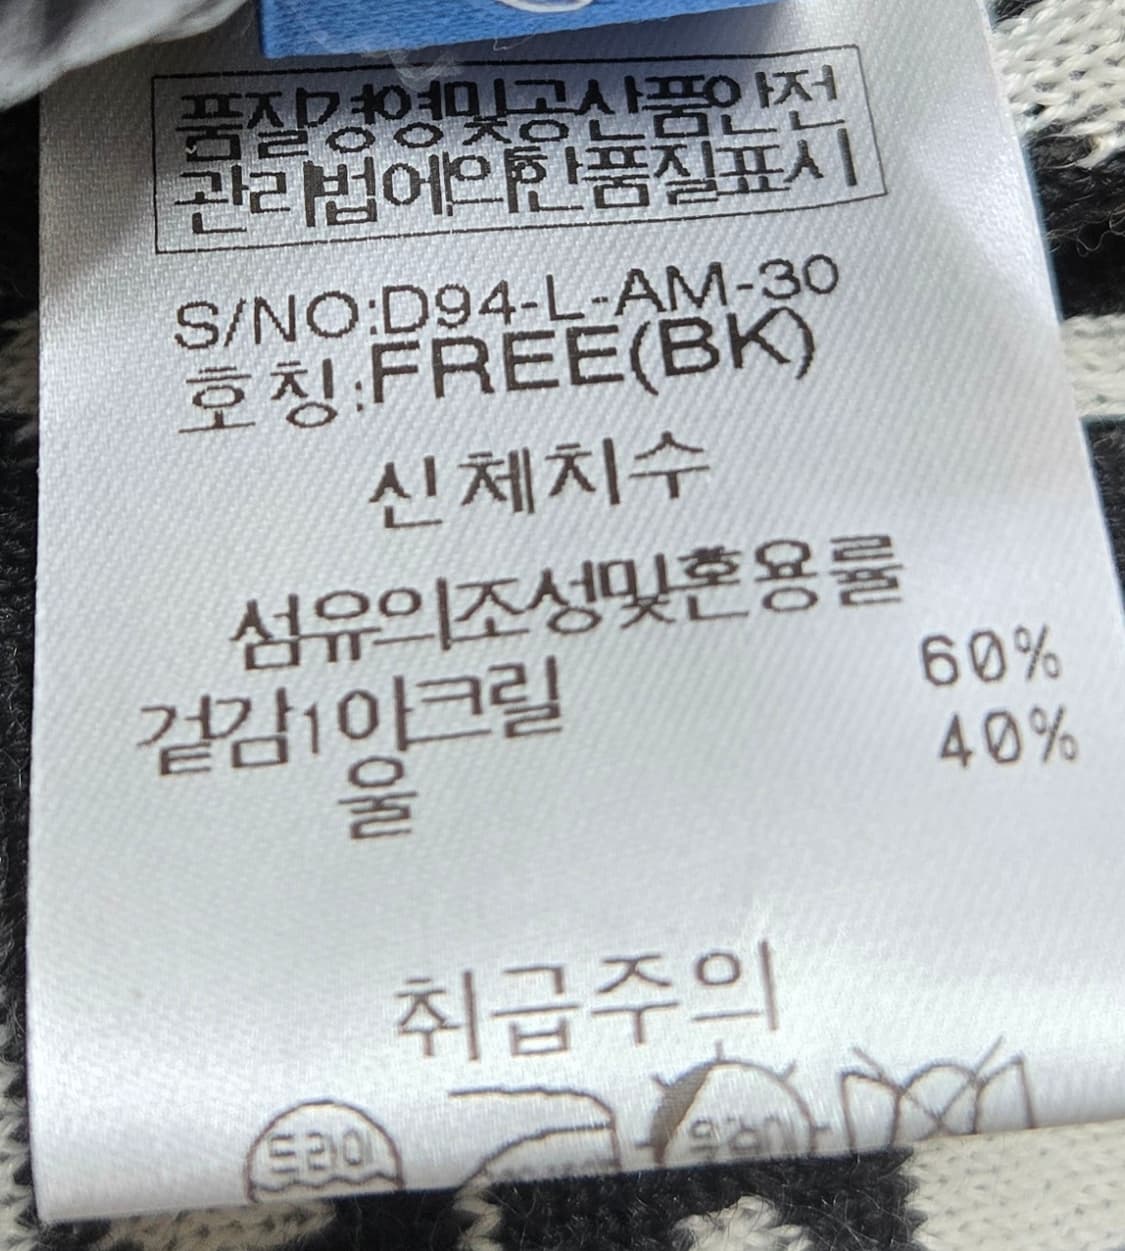 품질경영및공산품안전
관리법에의한품질표시
S/NO:D94-L-AM-30
호칭:FREE(BK)
신체치수
섬유의조성및혼용률
겉감1아크릴 60%
울 40%
취급주의
드라이